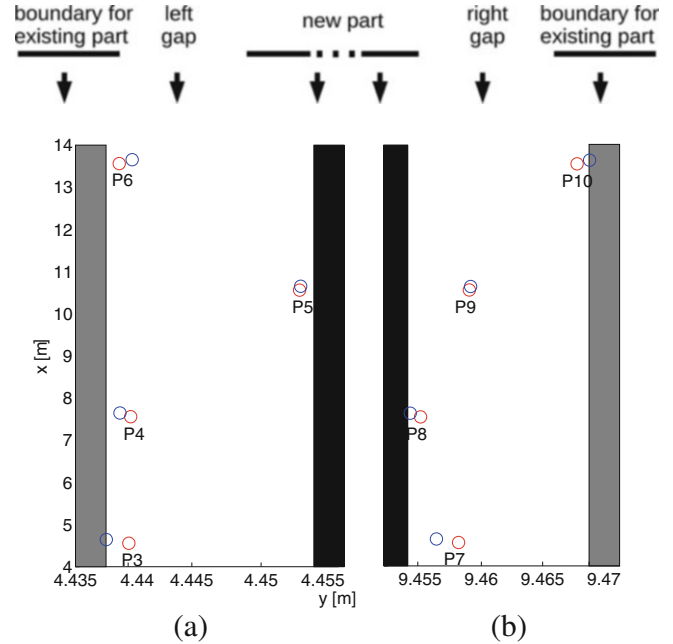 boundary for existing part
left gap
new part
right gap
boundary for existing part
14
13
12
11
10
9
8
7
6
5
4
x [m]
P6
P5
P4
P3
P10
P9
P8
P7
4.435 4.44 4.445 4.45 4.455
9.455 9.46 9.465 9.47
y [m]
(a) (b)